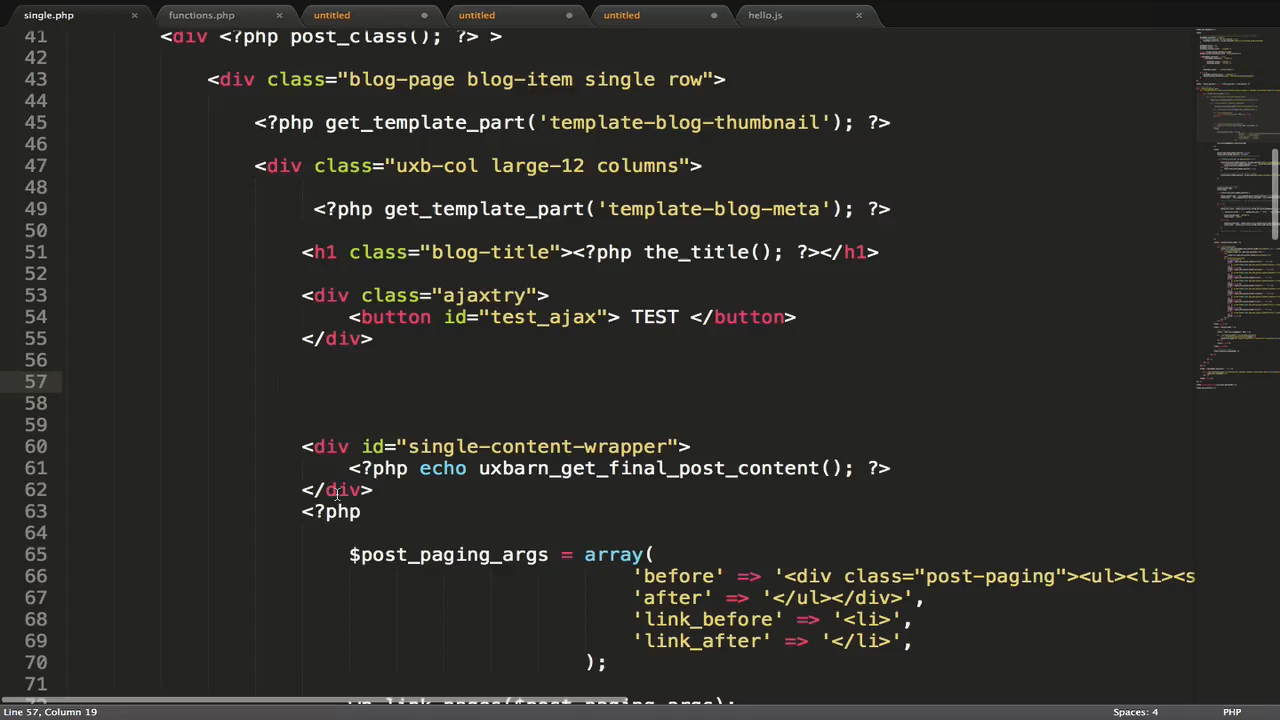 single.php × functions.php × untitled untitled untitled hello.js ×
41 <div <?php post_class(); ?> >
42
43 <div class="blog-page blog-item single row">
44
45 <?php get_template_part('template-blog-thumbnail'); ?>
46
47 <div class="uxb-col large-12 columns">
48
49 <?php get_template_part('template-blog-meta'); ?>
50
51 <h1 class="blog-title"><?php the_title(); ?></h1>
52
53 <div class="ajaxtry">
54 <button id="test_ajax"> TEST </button>
55 </div>
56
57
58
59
60 <div id="single-content-wrapper">
61 <?php echo uxbarn_get_final_post_content(); ?>
62 </div>
63 <?php
64
65 $post_paging_args = array(
66 'before' => '<div class="post-paging"><ul><li><s
67 'after' => '</ul></div>',
68 'link_before' => '<li>',
69 'link_after' => '</li>',
70 );
71
72 wp_link_pages($post_paging_args);
Line 57, Column 19 Spaces: 4 PHP